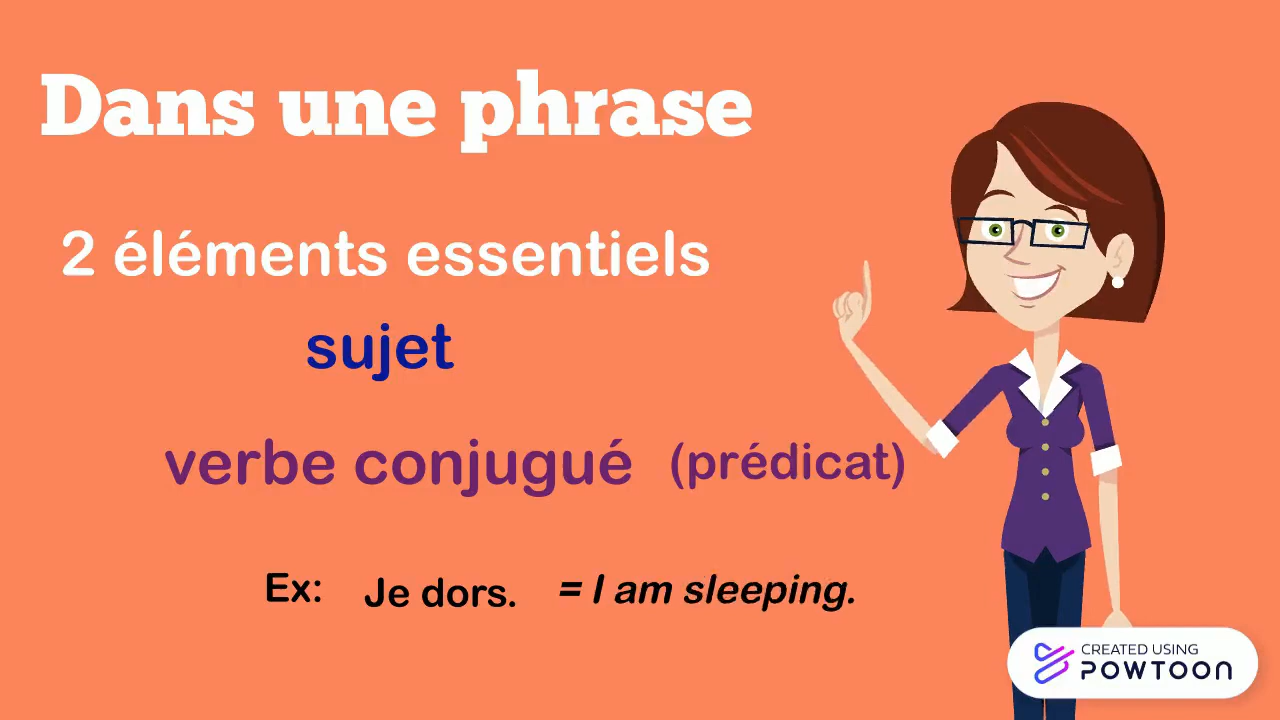 Dans une phrase
2 éléments essentiels
sujet
verbe conjugué (prédicat)
Ex: Je dors. = I am sleeping.
CREATED USING
POWTOON